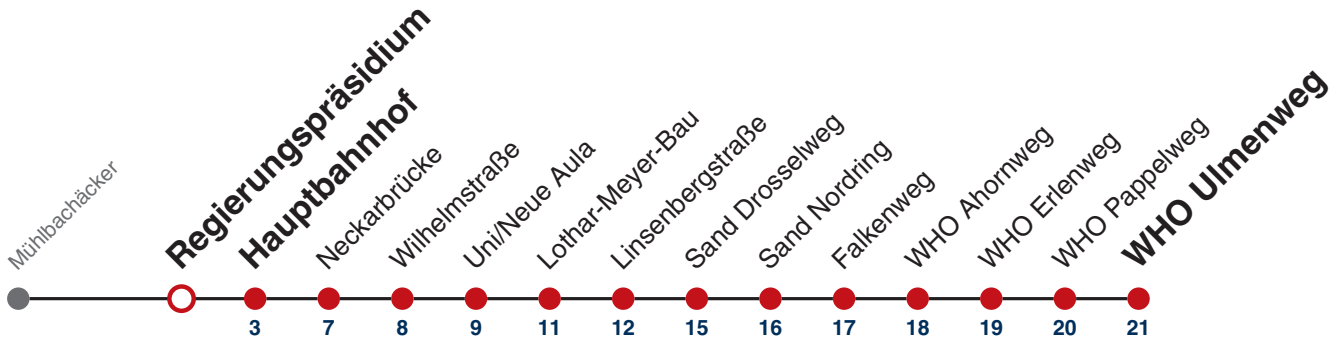 Mühlbachäcker
Regierungspräsidium
Hauptbahnhof
Neckarbrücke
Wilhelmstraße
Uni/Neue Aula
Lothar-Meyer-Bau
Linsenbergstraße
Sand Drosselweg
Sand Nordring
Falkenweg
WHO Ahornweg
WHO Erlenweg
WHO Pappelweg
WHO Ulmenweg
3 7 8 9 11 12 15 16 17 18 19 20 21